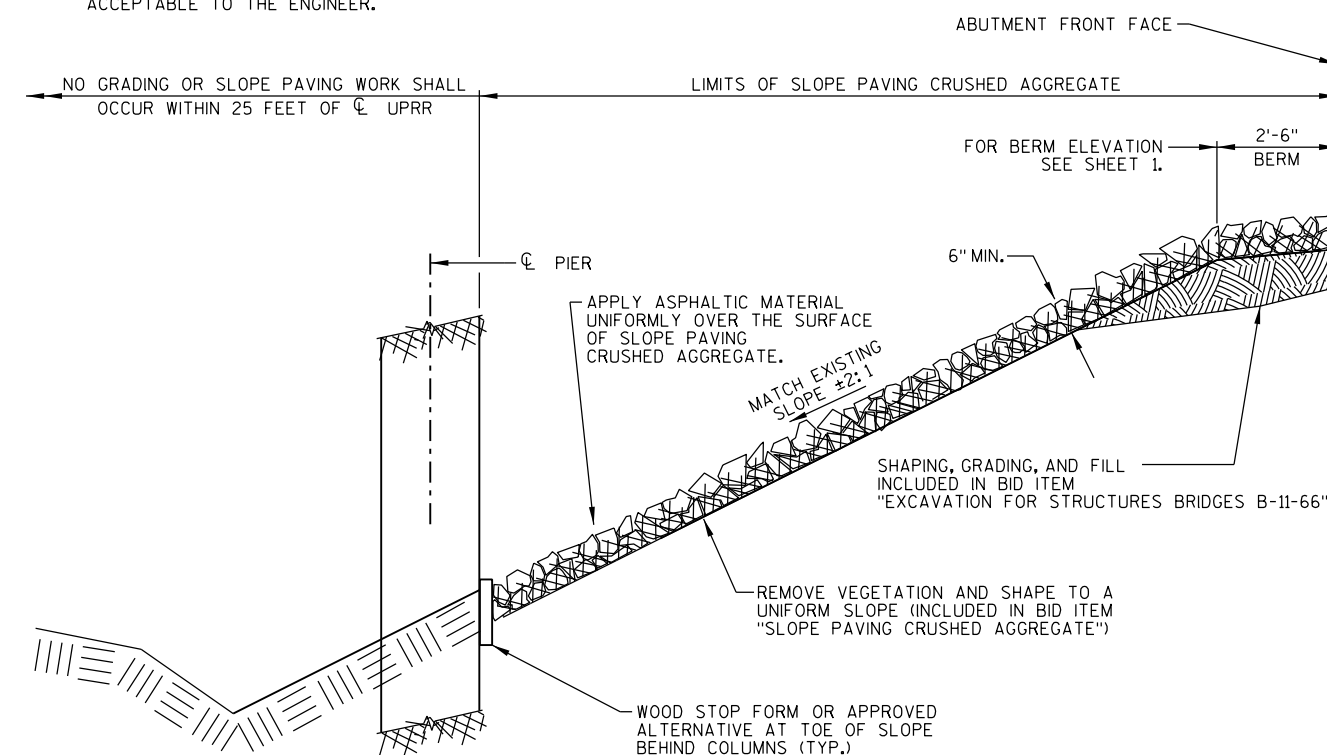 ACCEPTABLE TO THE ENGINEER.
ABUTMENT FRONT FACE
NO GRADING OR SLOPE PAVING WORK SHALL
OCCUR WITHIN 25 FEET OF ℄ UPRR
LIMITS OF SLOPE PAVING CRUSHED AGGREGATE
FOR BERM ELEVATION
SEE SHEET 1.
2'-6"
BERM
℄ PIER
6" MIN.
APPLY ASPHALTIC MATERIAL
UNIFORMLY OVER THE SURFACE
OF SLOPE PAVING
CRUSHED AGGREGATE.
MATCH EXISTING
SLOPE ±2:1
SHAPING, GRADING, AND FILL
INCLUDED IN BID ITEM
"EXCAVATION FOR STRUCTURES BRIDGES B-11-66"
REMOVE VEGETATION AND SHAPE TO A
UNIFORM SLOPE (INCLUDED IN BID ITEM
"SLOPE PAVING CRUSHED AGGREGATE")
WOOD STOP FORM OR APPROVED
ALTERNATIVE AT TOE OF SLOPE
BEHIND COLUMNS (TYP.)